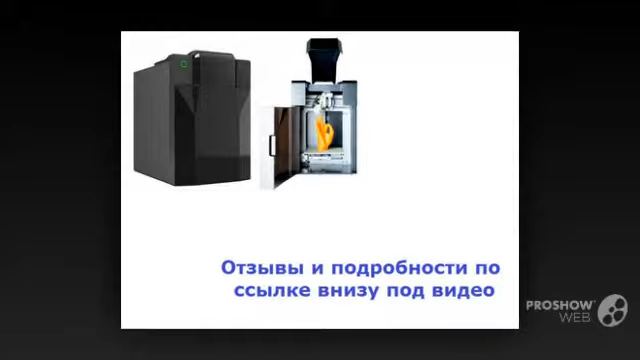 Отзывы и подробности по
ссылке внизу под видео
PROSHOW
WEB